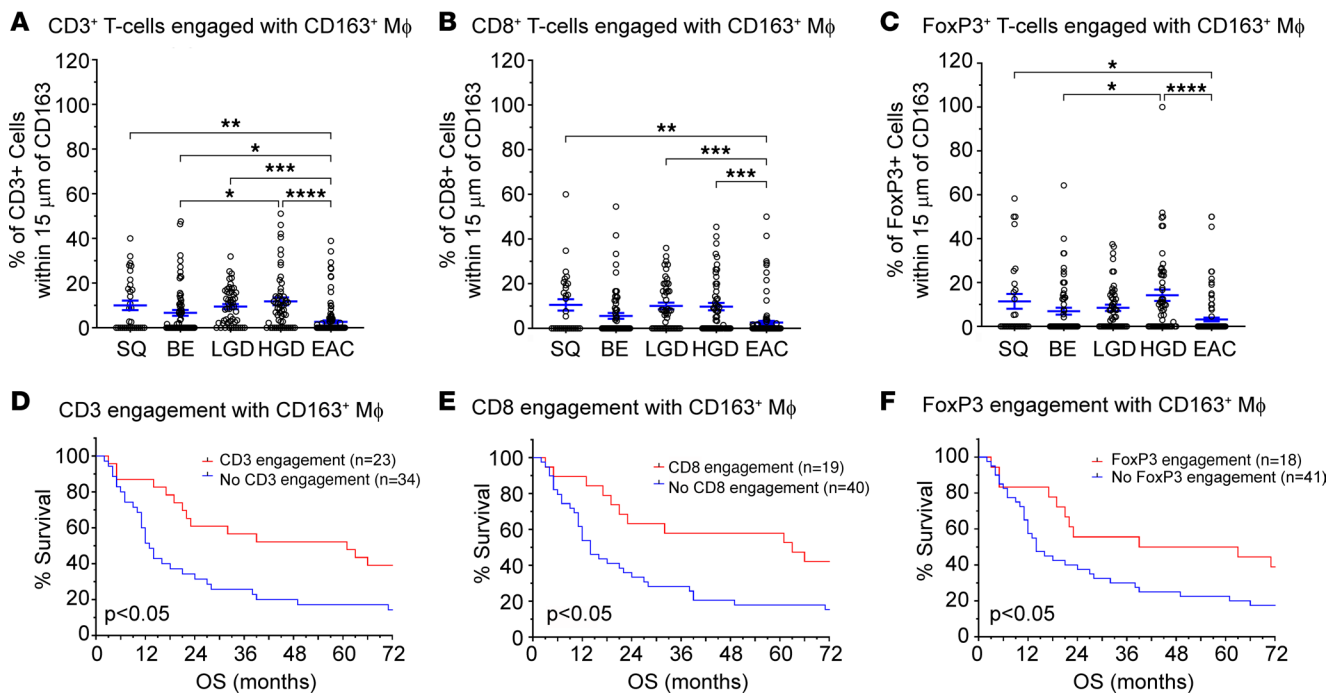 A CD3⁺ T-cells engaged with CD163⁺ Mϕ
% of CD3+ Cells
within 15 μm of CD163
120
100
80
60
40
20
0
**
*
***
*
****
SQ BE LGD HGD EAC
B CD8⁺ T-cells engaged with CD163⁺ Mϕ
% of CD8+ Cells
within 15 μm of CD163
120
100
80
60
40
20
0
**
***
***
SQ BE LGD HGD EAC
C FoxP3⁺ T-cells engaged with CD163⁺ Mϕ
% of FoxP3+ Cells
within 15 μm of CD163
120
100
80
60
40
20
0
*
*
****
SQ BE LGD HGD EAC
D CD3 engagement with CD163⁺ Mϕ
% Survival
100
80
60
40
20
0
CD3 engagement (n=23)
No CD3 engagement (n=34)
p<0.05
0 12 24 36 48 60 72
OS (months)
E CD8 engagement with CD163⁺ Mϕ
% Survival
100
80
60
40
20
0
CD8 engagement (n=19)
No CD8 engagement (n=40)
p<0.05
0 12 24 36 48 60 72
OS (months)
F FoxP3 engagement with CD163⁺ Mϕ
% Survival
100
80
60
40
20
0
FoxP3 engagement (n=18)
No FoxP3 engagement (n=41)
p<0.05
0 12 24 36 48 60 72
OS (months)